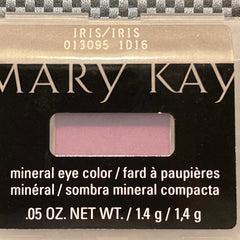 IRIS/IRIS
013095 1D16
MARY KAY
mineral eye color / fard à paupières
minéral / sombra mineral compacta
.05 OZ. NET WT. / 1.4 g / 1,4 g